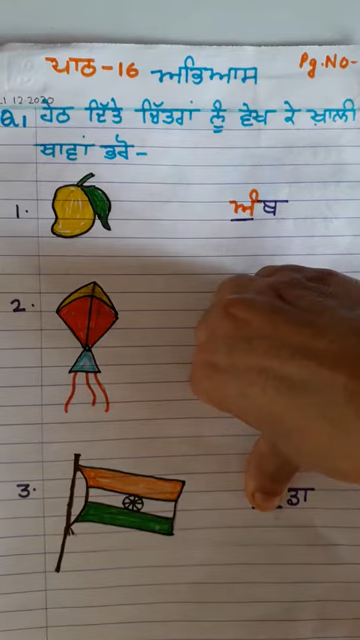 ਪਾਠ-16 ਅਭਿਆਸ Pg.No-
21 12.2020
Q1 ਹੇਠ ਦਿੱਤੇ ਚਿੱਤਰਾਂ ਨੂੰ ਵੇਖ ਕੇ ਖ਼ਾਲੀ
ਥਾਵਾਂ ਭਰੋ-
1. ਅੰਬ
2.
3. ਡਾ